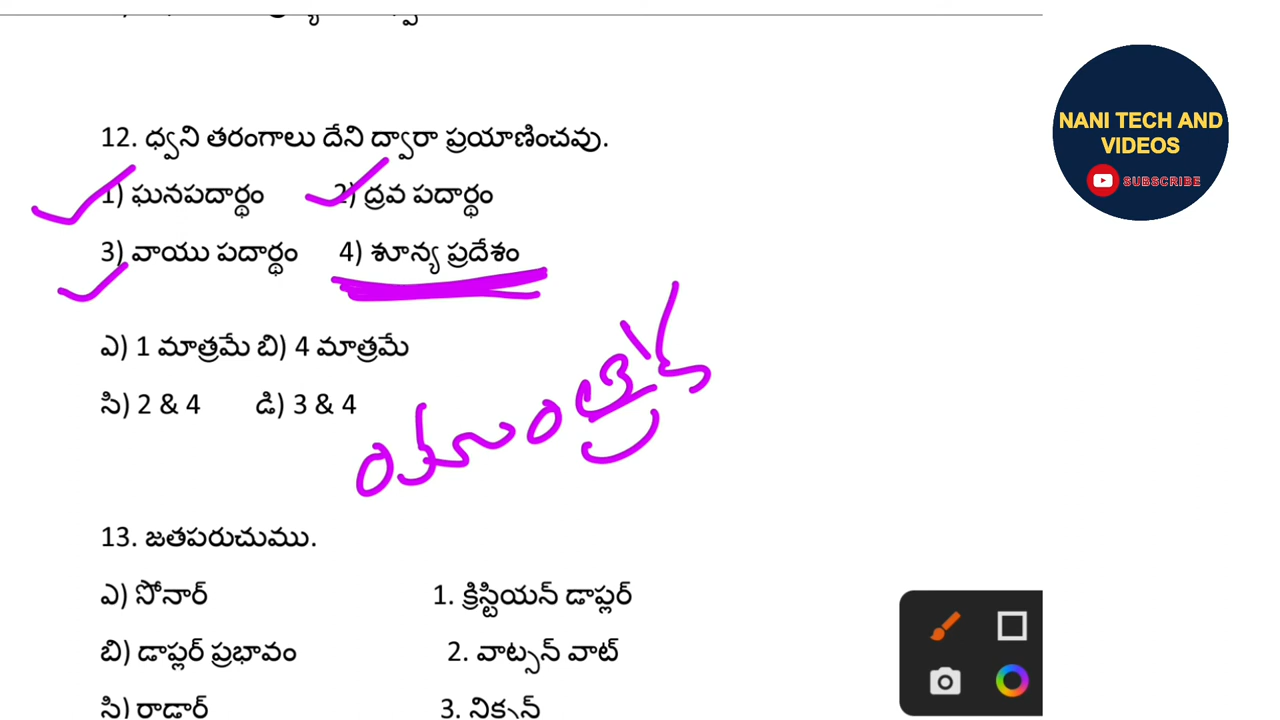 12. ధ్వని తరంగాలు దేని ద్వారా ప్రయాణించవు.
1) ఘనపదార్థం 2) ద్రవ పదార్థం
3) వాయు పదార్థం 4) శూన్య ప్రదేశం
ఎ) 1 మాత్రమే బి) 4 మాత్రమే
సి) 2 & 4 డి) 3 & 4
యాంత్రిక
13. జతపరుచుము.
ఎ) సోనార్ 1. క్రిస్టియన్ డాప్లర్
బి) డాప్లర్ ప్రభావం 2. వాట్సన్ వాట్
సి) రాడార్ 3. నిక్సన్
NANI TECH AND
VIDEOS
SUBSCRIBE